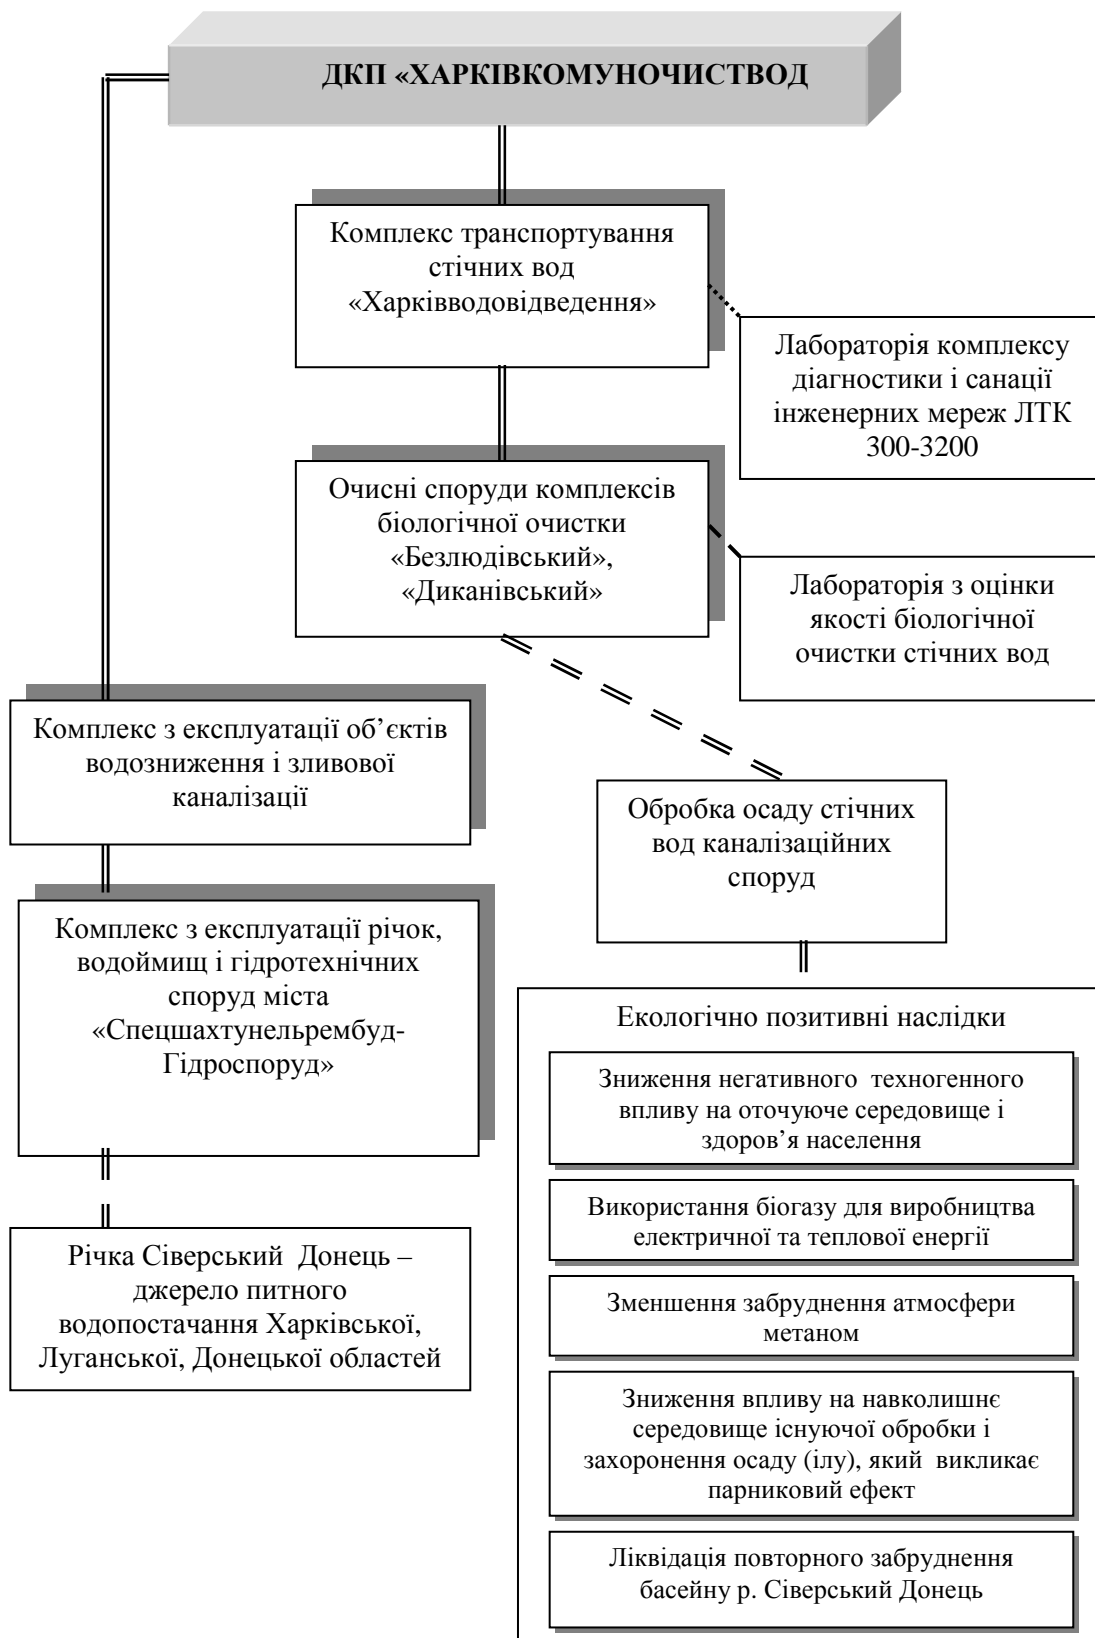 ДКП «ХАРКІВКОМУНОЧИСТВОД
Комплекс транспортування
стічних вод
«Харківводовідведення»
Лабораторія комплексу
діагностики і санації
інженерних мереж ЛТК
300-3200
Очисні споруди комплексів
біологічної очистки
«Безлюдівський»,
«Диканівський»
Лабораторія з оцінки
якості біологічної
очистки стічних вод
Комплекс з експлуатації об’єктів
водозниження і зливової
каналізації
Обробка осаду стічних
вод каналізаційних
споруд
Комплекс з експлуатації річок,
водоймищ і гідротехнічних
споруд міста
«Спецшахтунельрембуд-
Гідроспоруд»
Річка Сіверський Донець –
джерело питного
водопостачання Харківської,
Луганської, Донецької областей
Екологічно позитивні наслідки
Зниження негативного техногенного
впливу на оточуюче середовище і
здоров’я населення
Використання біогазу для виробництва
електричної та теплової енергії
Зменшення забруднення атмосфери
метаном
Зниження впливу на навколишнє
середовище існуючої обробки і
захоронення осаду (ілу), який викликає
парниковий ефект
Ліквідація повторного забруднення
басейну р. Сіверський Донець